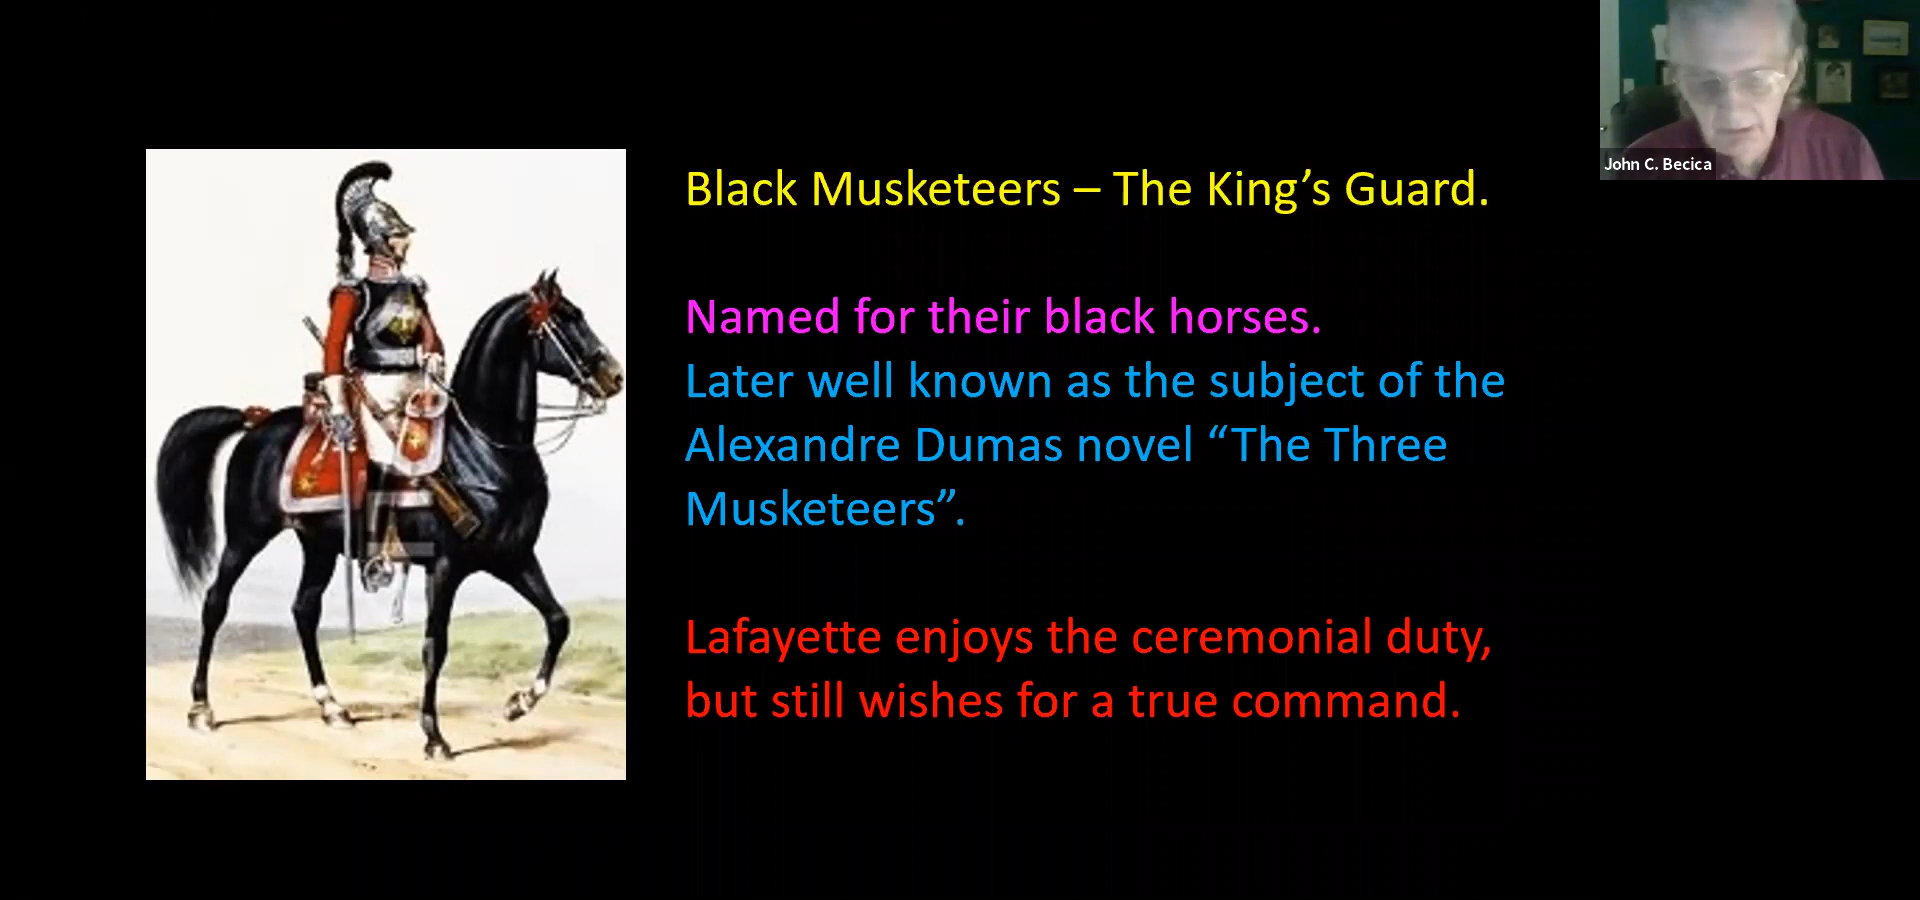 Black Musketeers – The King’s Guard.
Named for their black horses.
Later well known as the subject of the
Alexandre Dumas novel “The Three
Musketeers”.
Lafayette enjoys the ceremonial duty,
but still wishes for a true command.
John C. Becica